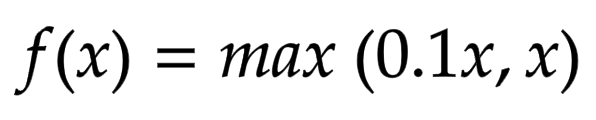 f(x) = max (0.1x, x)